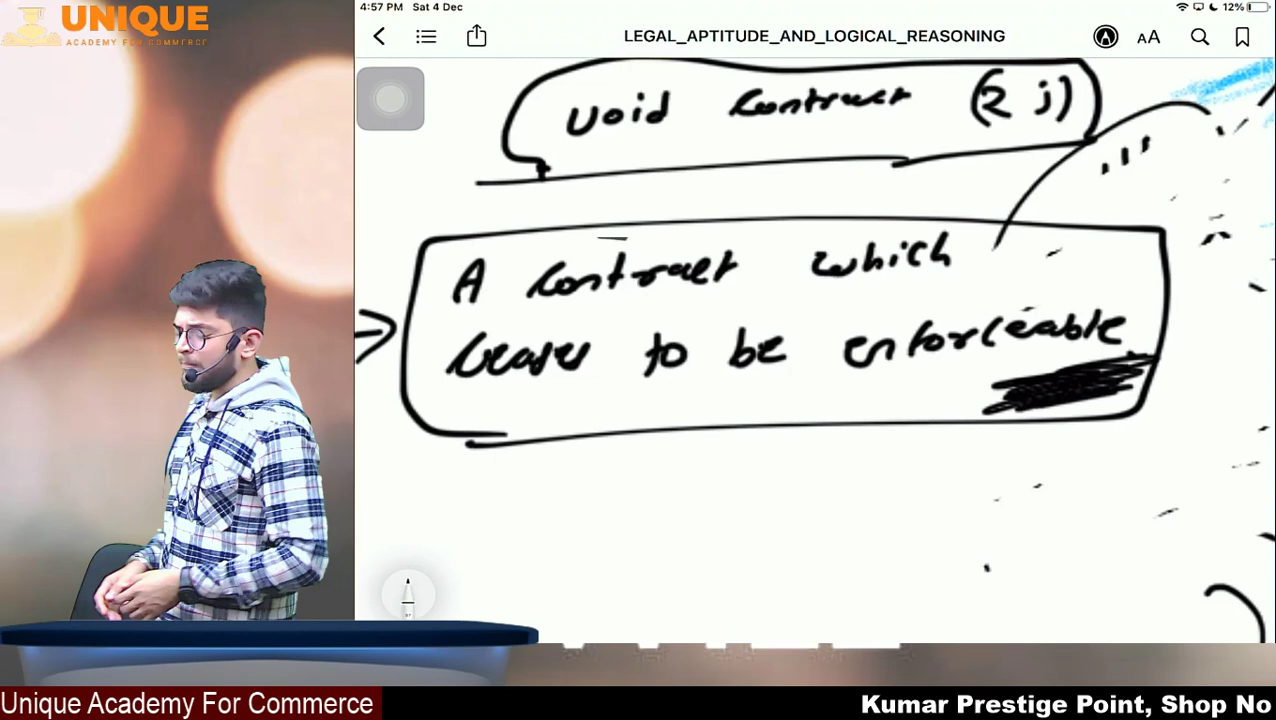 UNIQUE
ACADEMY FOR COMMERCE
4:57 PM Sat 4 Dec
12%
LEGAL_APTITUDE_AND_LOGICAL_REASONING
AA
void contract (2 j)
A contract which
ceases to be enforceable
Unique Academy For Commerce
Kumar Prestige Point, Shop No